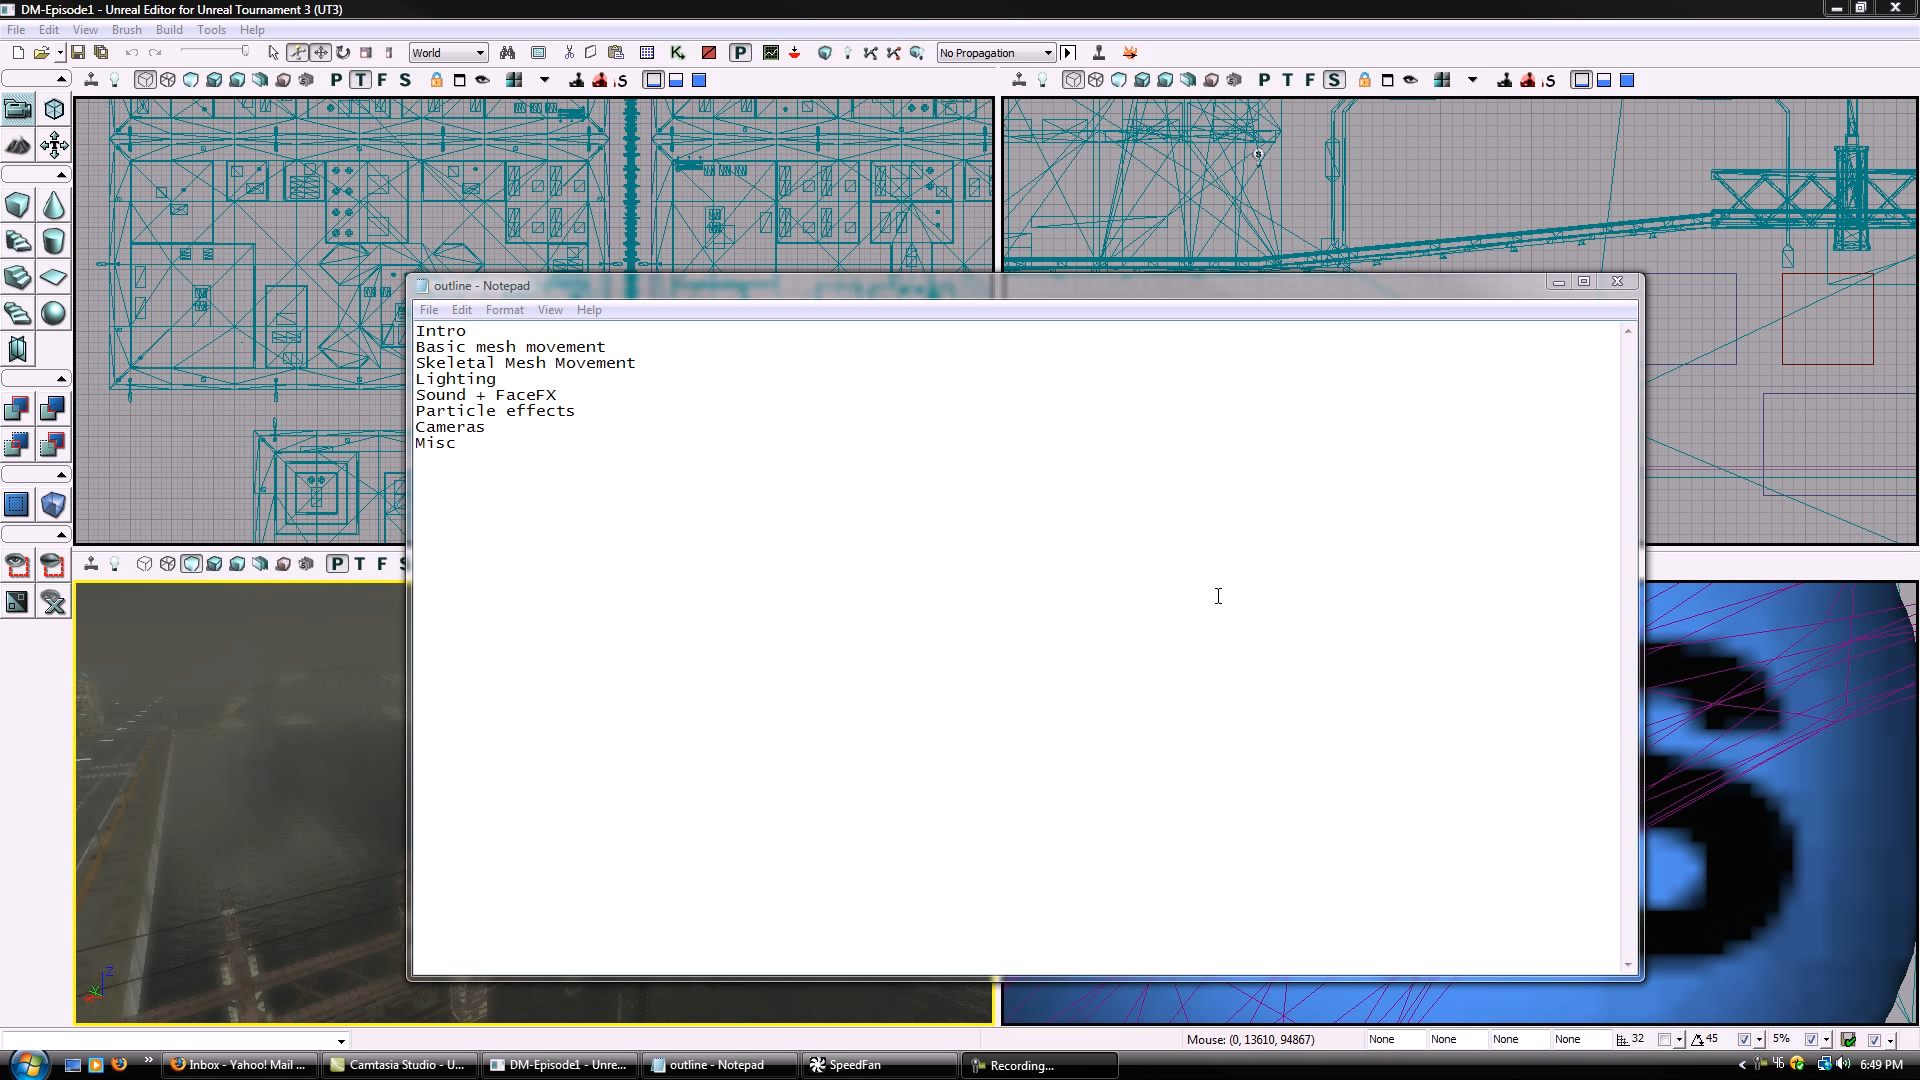 DM-Episode1 - Unreal Editor for Unreal Tournament 3 (UT3)
File Edit View Brush Build Tools Help
World
No Propagation
P T F S
P T F S
outline - Notepad
File Edit Format View Help
Intro
Basic mesh movement
Skeletal Mesh Movement
Lighting
Sound + FaceFX
Particle effects
Cameras
Misc
P T F
Z
Mouse: (0, 13610, 94867) None None None None 32 45 5%
Inbox - Yahoo! Mail ... Camtasia Studio - U... DM-Episode1 - Unre... outline - Notepad SpeedFan Recording... 46 6:49 PM